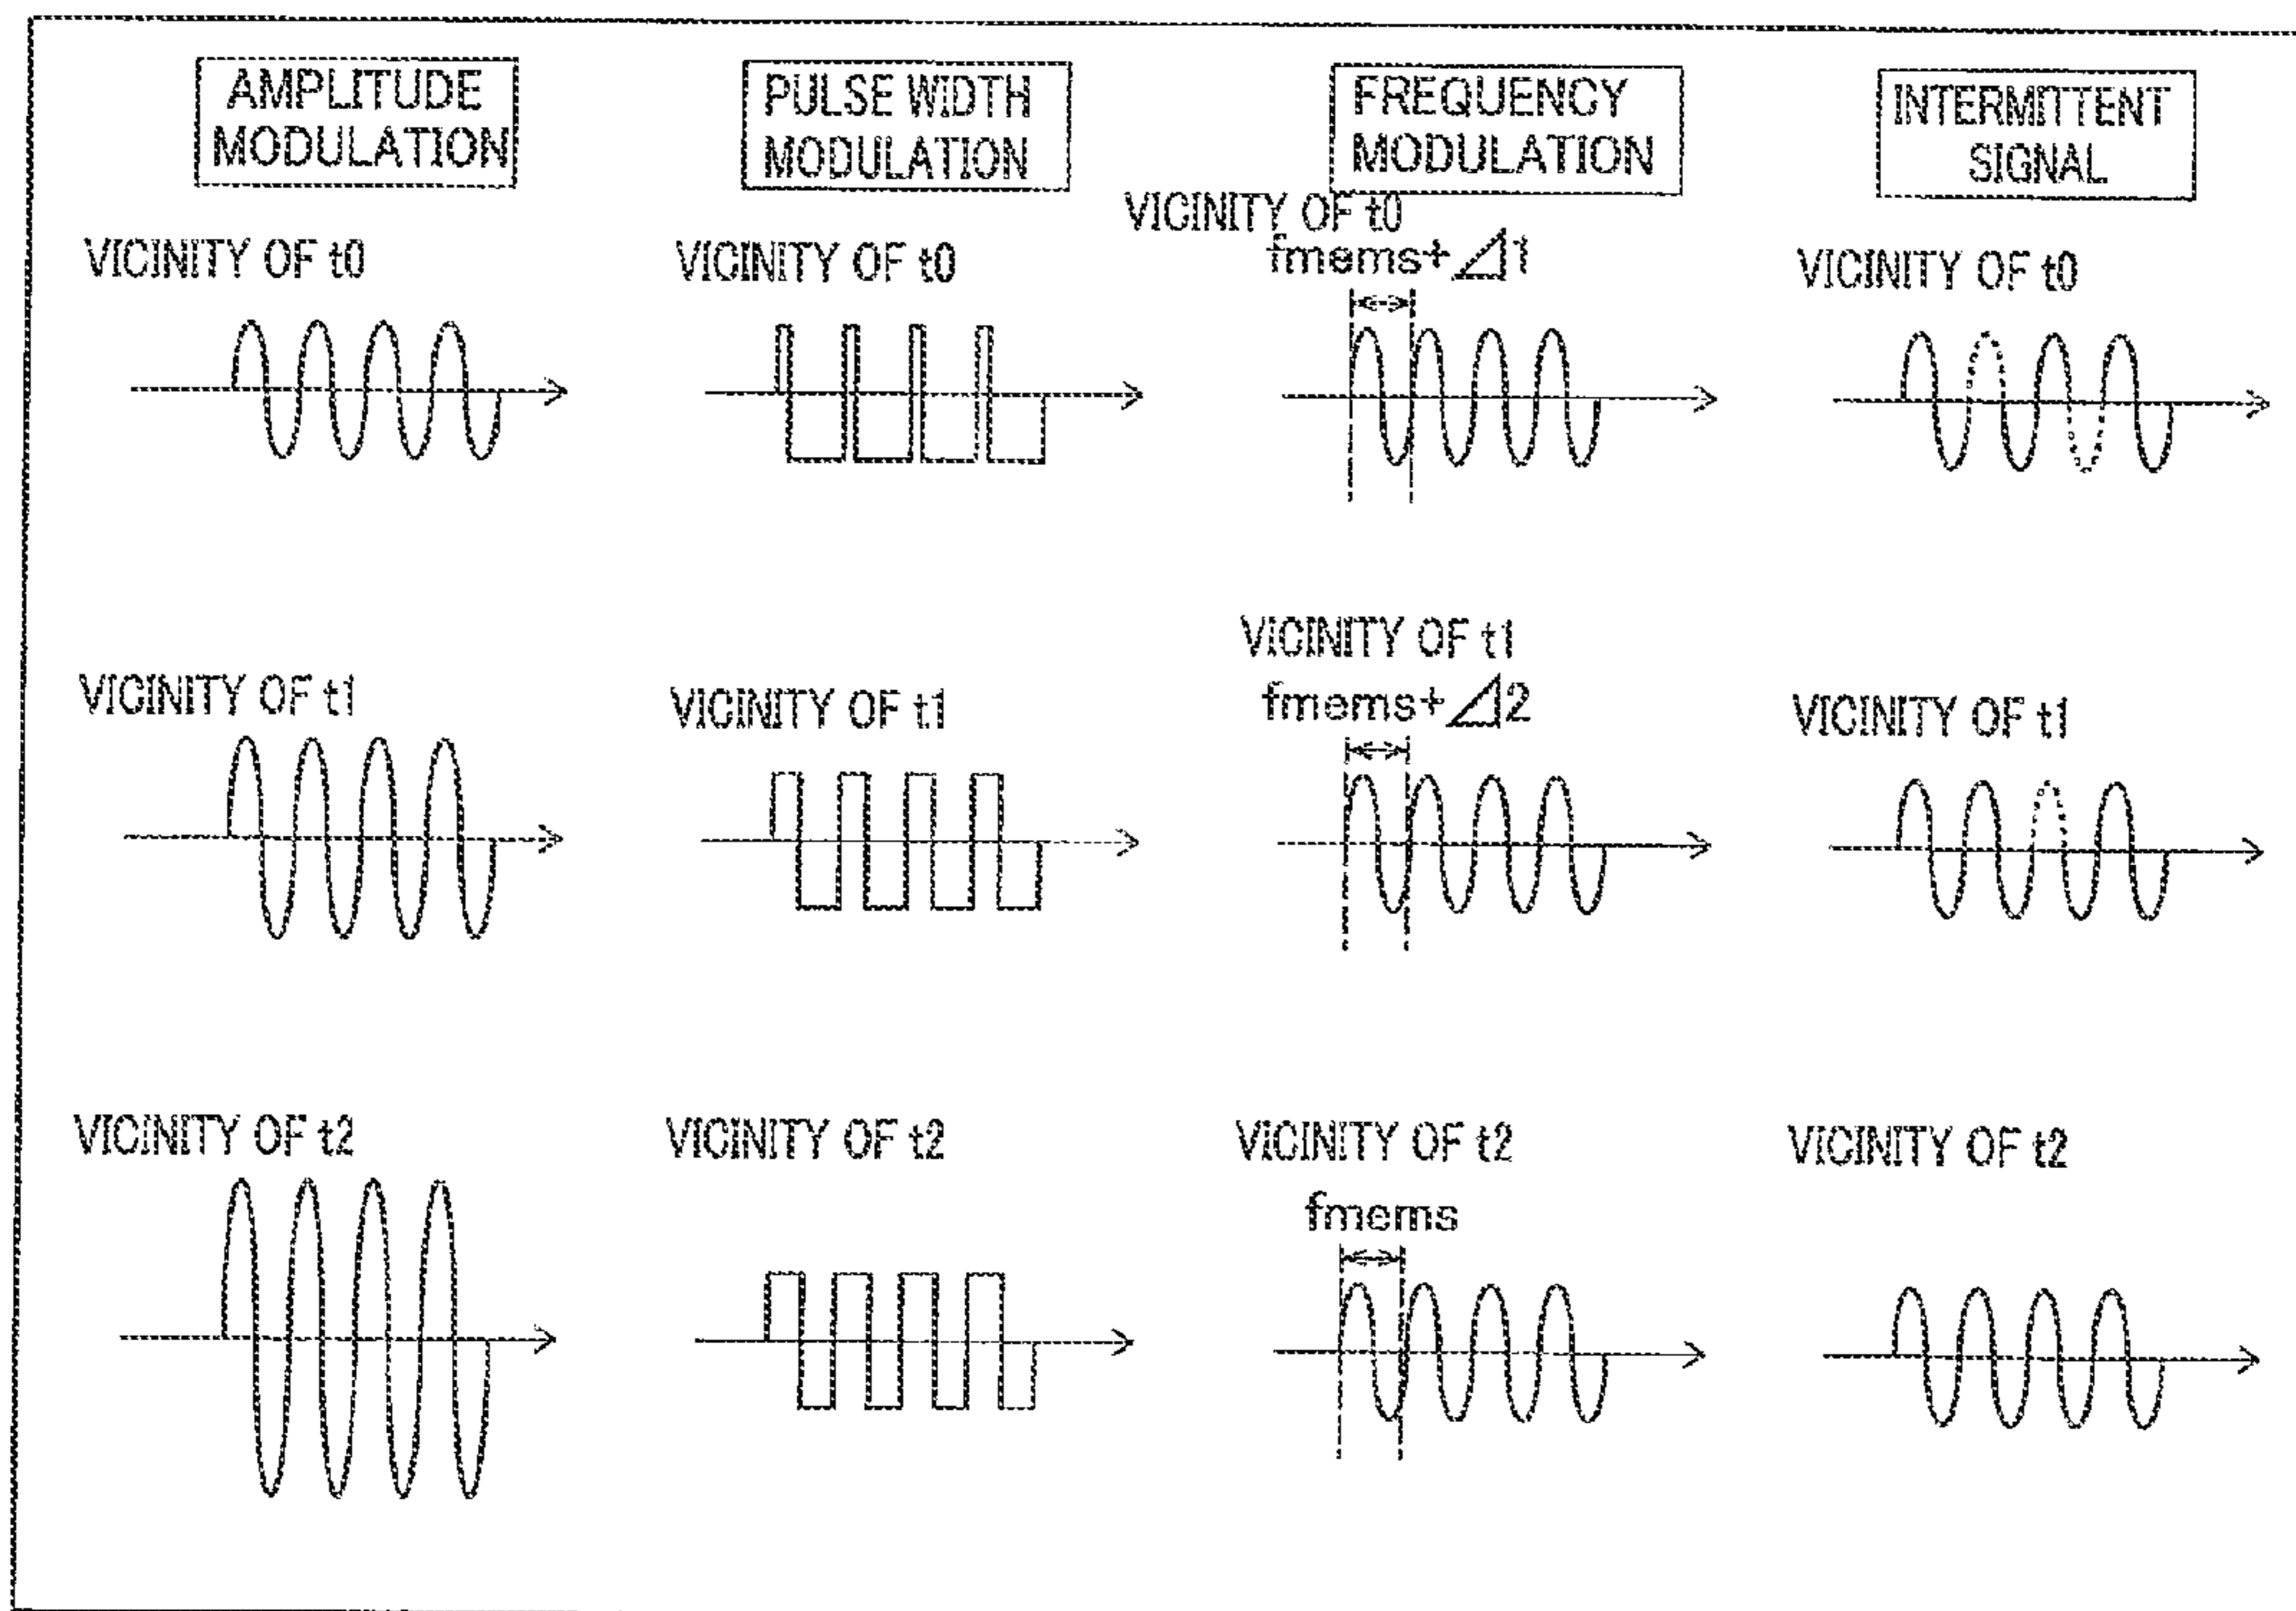 AMPLITUDE
MODULATION
PULSE WIDTH
MODULATION
FREQUENCY
MODULATION
INTERMITTENT
SIGNAL
VICINITY OF t0
VICINITY OF t0
VICINITY OF t0
fmems+⊿1
VICINITY OF t0
VICINITY OF t1
VICINITY OF t1
VICINITY OF t1
fmems+⊿2
VICINITY OF t1
VICINITY OF t2
VICINITY OF t2
VICINITY OF t2
fmems
VICINITY OF t2